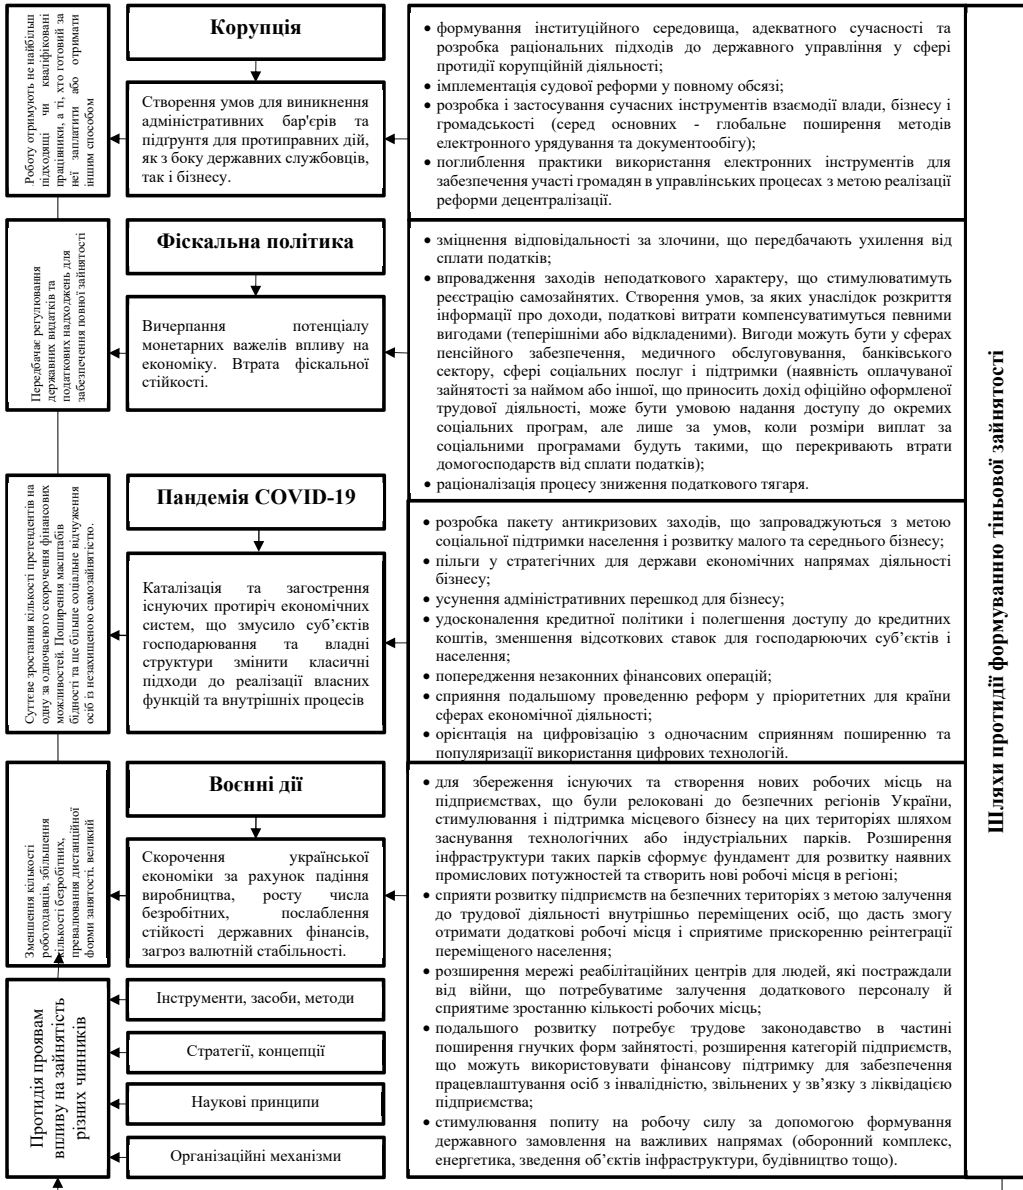 Роботу отримують не найбільш
підходящі чи кваліфіковані
працівники, а ті, хто готовий за
неї заплатити або отримати
іншим способом
Корупція
Створення умов для виникнення
адміністративних бар'єрів та
підґрунтя для протиправних дій,
як з боку державних службовців,
так і бізнесу.
• формування інституційного середовища, адекватного сучасності та
розробка раціональних підходів до державного управління у сфері
протидії корупційній діяльності;
• імплементація судової реформи у повному обсязі;
• розробка і застосування сучасних інструментів взаємодії влади, бізнесу і
громадськості (серед основних - глобальне поширення методів
електронного урядування та документообігу);
• поглиблення практики використання електронних інструментів для
забезпечення участі громадян в управлінських процесах з метою реалізації
реформи децентралізації.
Передбачає регулювання
державних видатків та
податкових надходжень для
забезпечення повної зайнятості
Фіскальна політика
Вичерпання потенціалу
монетарних важелів впливу на
економіку. Втрата фіскальної
стійкості.
• зміцнення відповідальності за злочини, що передбачають ухилення від
сплати податків;
• впровадження заходів неподаткового характеру, що стимулюватимуть
реєстрацію самозайнятих. Створення умов, за яких унаслідок розкриття
інформації про доходи, податкові витрати компенсуватимуться певними
вигодами (теперішніми або відкладеними). Вигоди можуть бути у сферах
пенсійного забезпечення, медичного обслуговування, банківського
сектору, сфері соціальних послуг і підтримки (наявність оплачуваної
зайнятості за наймом або іншої, що приносить дохід офіційно оформленої
трудової діяльності, може бути умовою надання доступу до окремих
соціальних програм, але лише за умов, коли розміри виплат за
соціальними програмами будуть такими, що перекривають втрати
домогосподарств від сплати податків);
• раціоналізація процесу зниження податкового тягаря.
Суттєве зростання кількості претендентів на
одну за одночасного скорочення фінансових
можливостей. Поширення масштабів
бідності та ще більше соціальне відчуження
осіб із незахищеною самозайнятістю.
Пандемія COVID-19
Каталізація та загострення
існуючих протиріч економічних
систем, що змусило суб’єктів
господарювання та владні
структури змінити класичні
підходи до реалізації власних
функцій та внутрішніх процесів
• розробка пакету антикризових заходів, що запроваджуються з метою
соціальної підтримки населення і розвитку малого та середнього бізнесу;
• пільги у стратегічних для держави економічних напрямах діяльності
бізнесу;
• усунення адміністративних перешкод для бізнесу;
• удосконалення кредитної політики і полегшення доступу до кредитних
коштів, зменшення відсоткових ставок для господарюючих суб’єктів і
населення;
• попередження незаконних фінансових операцій;
• сприяння подальшому проведенню реформ у пріоритетних для країни
сферах економічної діяльності;
• орієнтація на цифровізацію з одночасним сприянням поширенню та
популяризації використання цифрових технологій.
Зменшення кількості
роботодавців, збільшення
кількості безробітних,
превалювання дистанційної
форми занятості, великий
Воєнні дії
Скорочення української
економіки за рахунок падіння
виробництва, росту числа
безробітних, послаблення
стійкості державних фінансів,
загроз валютній стабільності.
• для збереження існуючих та створення нових робочих місць на
підприємствах, що були релоковані до безпечних регіонів України,
стимулювання і підтримка місцевого бізнесу на цих територіях шляхом
заснування технологічних або індустріальних парків. Розширення
інфраструктури таких парків сформує фундамент для розвитку наявних
промислових потужностей та створить нові робочі місця в регіоні;
• сприяти розвитку підприємств на безпечних територіях з метою залучення
до трудової діяльності внутрішньо переміщених осіб, що дасть змогу
отримати додаткові робочі місця і сприятиме прискоренню реінтеграції
переміщеного населення;
• розширення мережі реабілітаційних центрів для людей, які постраждали
від війни, що потребуватиме залучення додаткового персоналу й
сприятиме зростанню кількості робочих місць;
• подальшого розвитку потребує трудове законодавство в частині
поширення гнучких форм зайнятості, розширення категорій підприємств,
що можуть використовувати фінансову підтримку для забезпечення
працевлаштування осіб з інвалідністю, звільнених у зв’язку з ліквідацією
підприємства;
• стимулювання попиту на робочу силу за допомогою формування
державного замовлення на важливих напрямах (оборонний комплекс,
енергетика, зведення об’єктів інфраструктури, будівництво тощо).
Протидія проявам
впливу на зайнятість
різних чинників
Інструменти, засоби, методи
Стратегії, концепції
Наукові принципи
Організаційні механізми
Шляхи протидії формуванню тіньової зайнятості